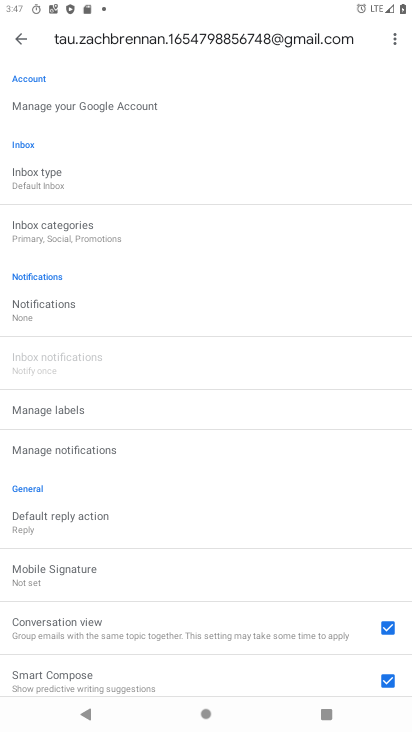 3:47
LTE
tau.zachbrennan.1654798856748@gmail.com
Account
Manage your Google Account
Inbox
Inbox type
Default Inbox
Inbox categories
Primary, Social, Promotions
Notifications
Notifications
None
Inbox notifications
Notify once
Manage labels
Manage notifications
General
Default reply action
Reply
Mobile Signature
Not set
Conversation view
Group emails with the same topic together. This setting may take some time to apply
Smart Compose
Show predictive writing suggestions